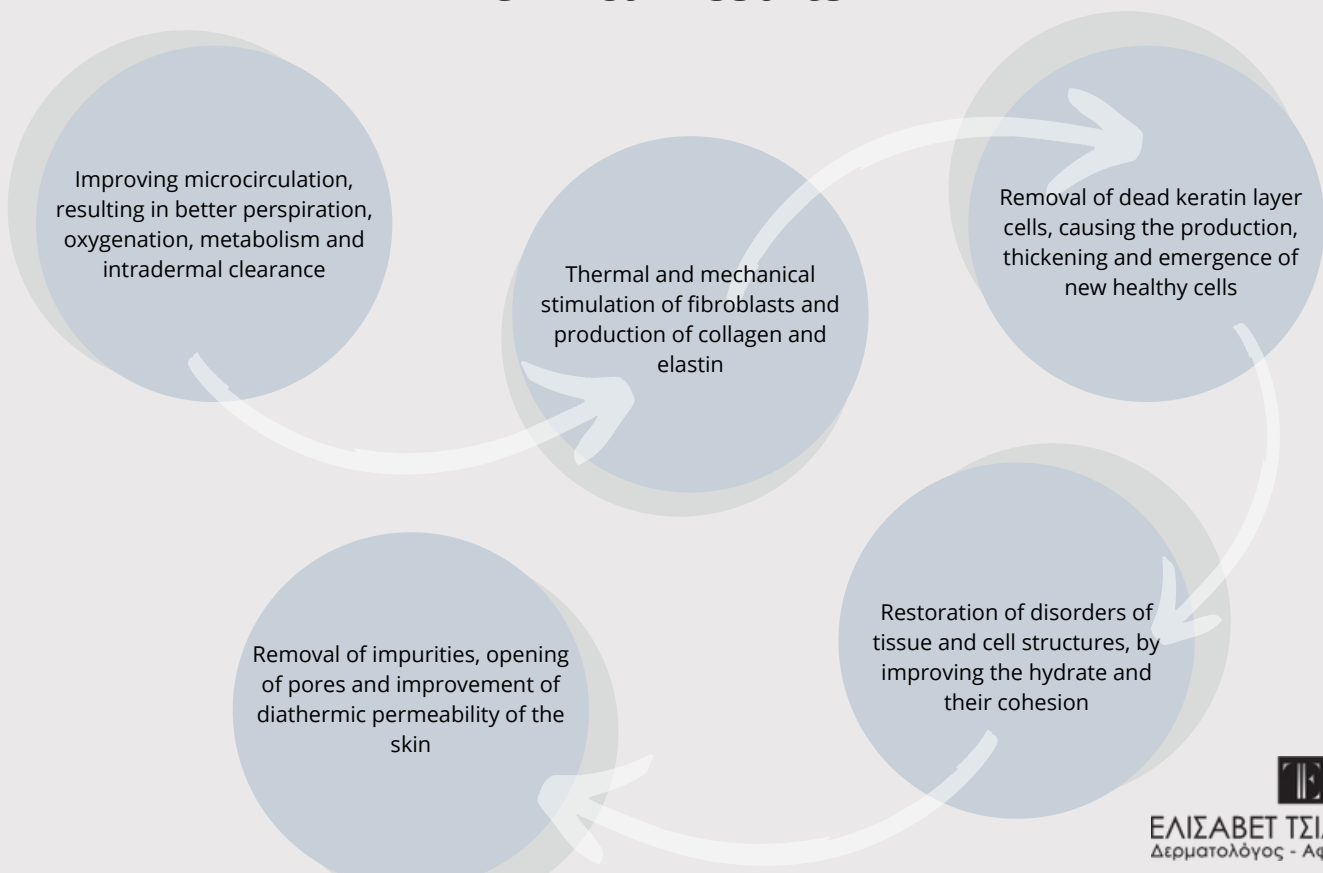 Improving microcirculation,
resulting in better perspiration,
oxygenation, metabolism and
intradermal clearance
Thermal and mechanical
stimulation of fibroblasts and
production of collagen and
elastin
Removal of dead keratin layer
cells, causing the production,
thickening and emergence of
new healthy cells
Restoration of disorders of
tissue and cell structures, by
improving the hydrate and
their cohesion
Removal of impurities, opening
of pores and improvement of
diathermic permeability of the
skin
ΕΛΙΣΑΒΕΤ
Δερματολόγος -